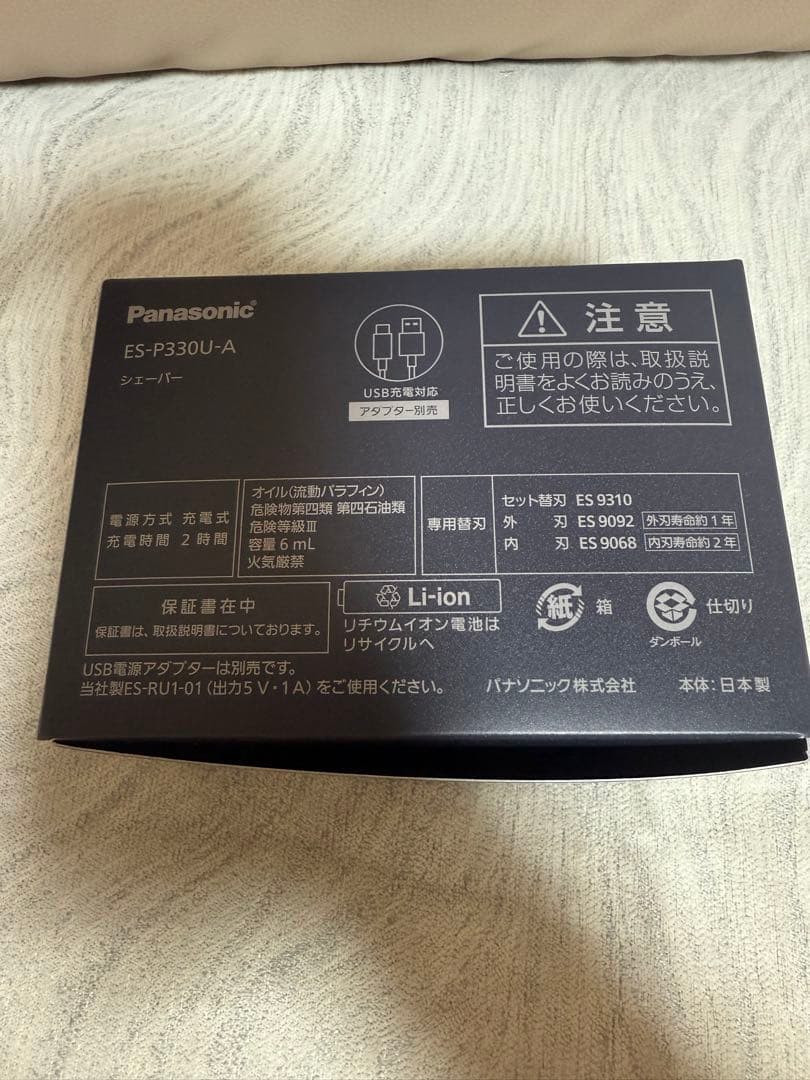 Panasonic®
ES-P330U-A
シェーバー
USB充電対応
アダプター別売
注意
ご使用の際は、取扱説
明書をよくお読みのうえ、
正しくお使いください。
電源方式 充電式
充電時間 2時間
オイル(流動パラフィン)
危険物第四類 第四石油類
危険等級Ⅲ
容量6mL
火気厳禁
専用替刃
セット替刃 ES9310
外刃 ES9092 外刃寿命約1年
内刃 ES9068 内刃寿命約2年
保証書在中
保証書は、取扱説明書についております。
Li-ion
リチウムイオン電池は
リサイクルへ
紙 箱
ダンボール
仕切り
USB電源アダプターは別売です。
当社製ES-RU1-01(出力5V・1A)をご使用ください。
パナソニック株式会社 本体:日本製